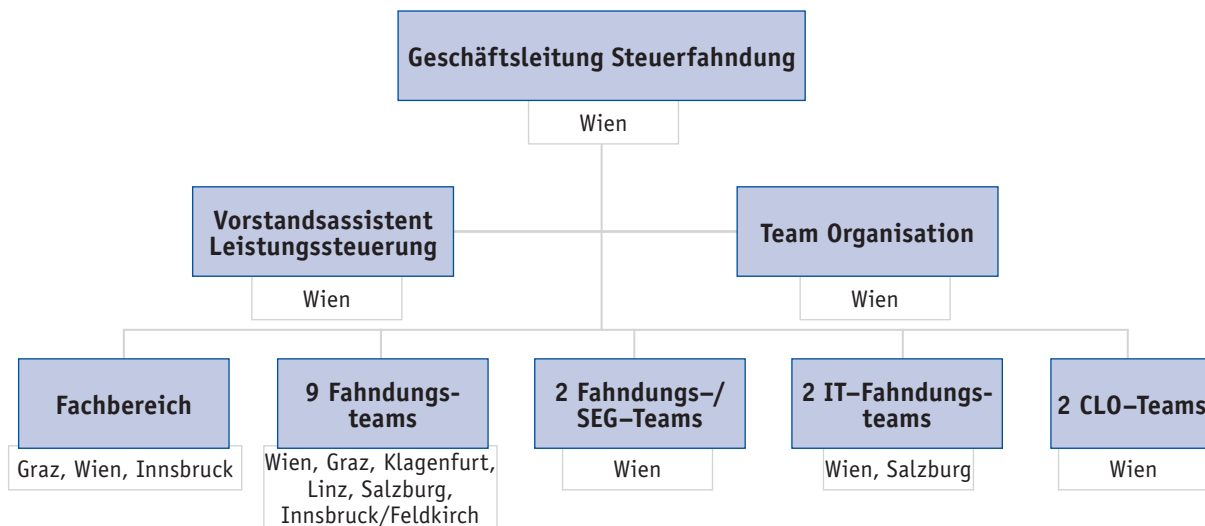 Geschäftsleitung Steuerfahndung
Wien
Vorstandsassistent
Leistungssteuerung
Wien
Team Organisation
Wien
Fachbereich
Graz, Wien, Innsbruck
9 Fahndungs-
teams
Wien, Graz, Klagenfurt,
Linz, Salzburg,
Innsbruck/Feldkirch
2 Fahndungs–/
SEG–Teams
Wien
2 IT–Fahndungs-
teams
Wien, Salzburg
2 CLO–Teams
Wien